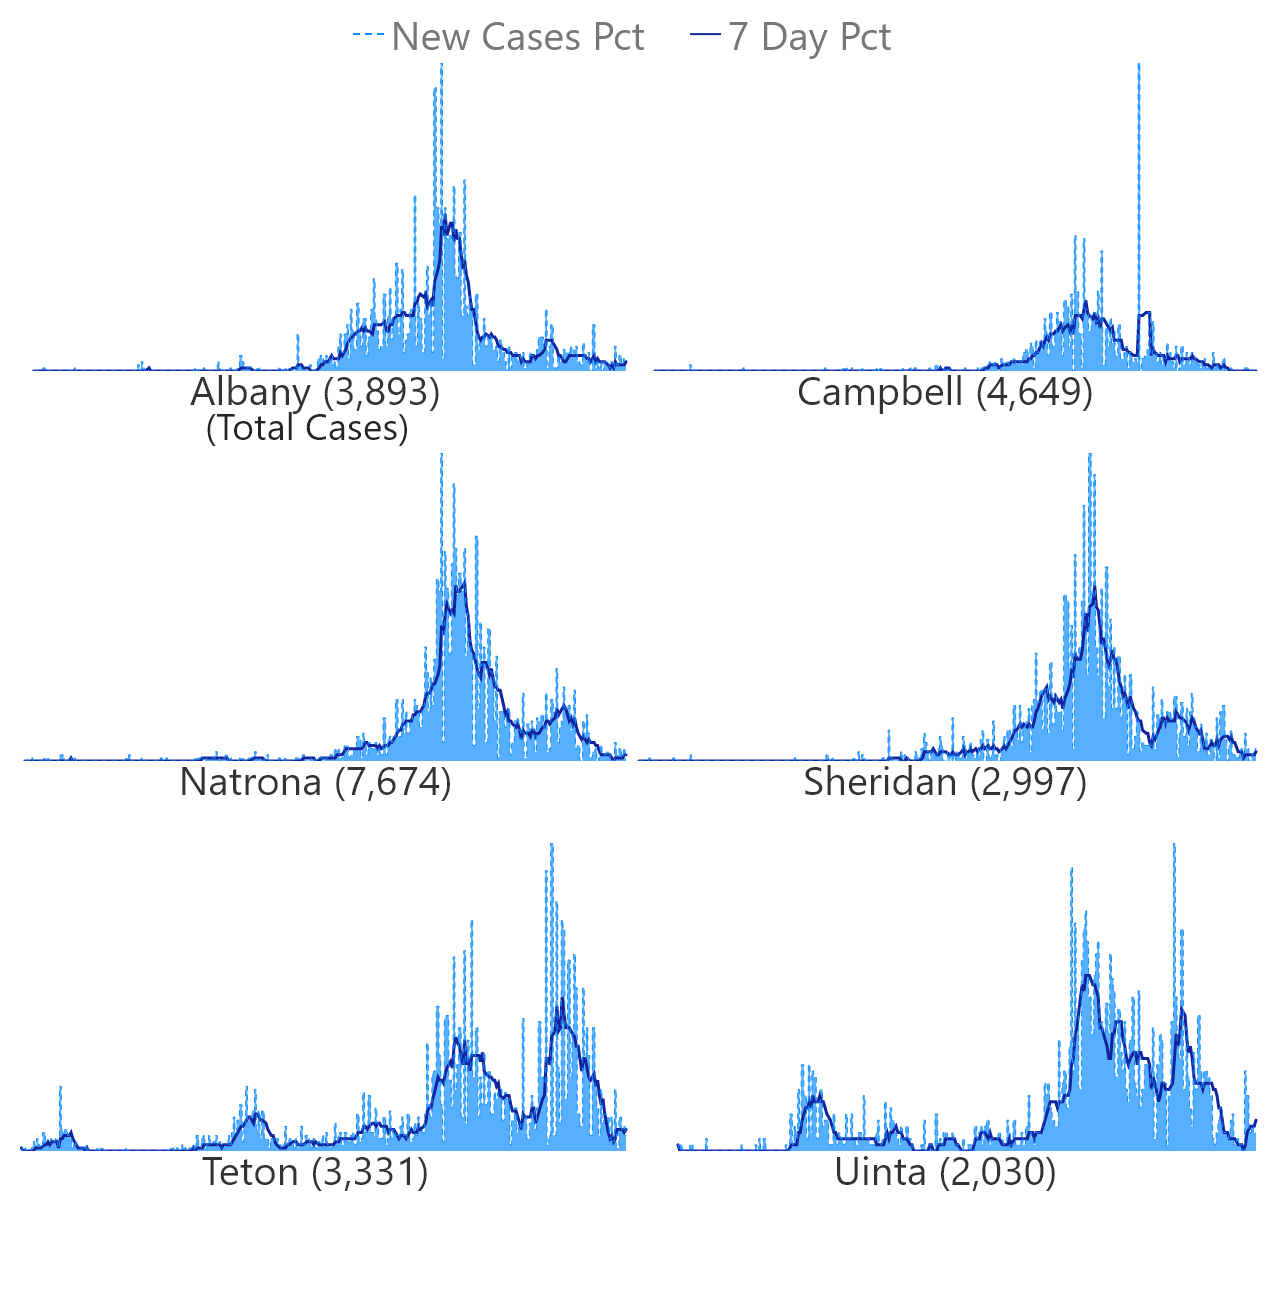 New Cases Pct 7 Day Pct
Albany (3,893) Campbell (4,649)
(Total Cases)
Natrona (7,674) Sheridan (2,997)
Teton (3,331) Uinta (2,030)